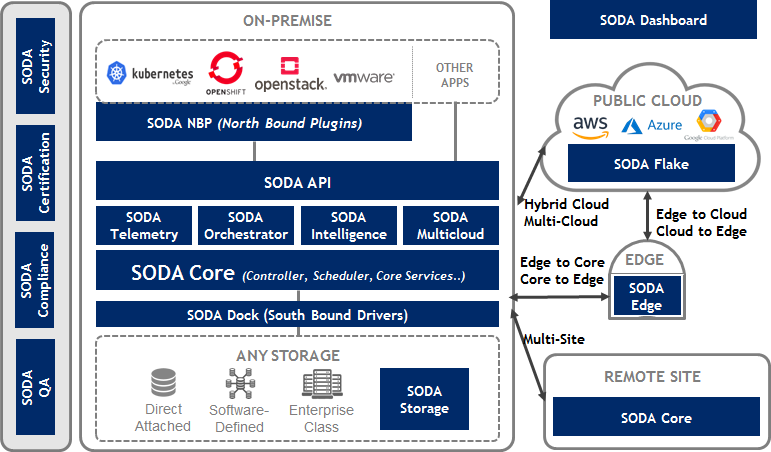 SODA
Security
SODA
Certification
SODA
Compliance
SODA
QA
ON-PREMISE
kubernetes
by Google
OPENSHIFT
openstack.
vmware®
OTHER
APPS
SODA NBP (North Bound Plugins)
SODA API
SODA
Telemetry
SODA
Orchestrator
SODA
Intelligence
SODA
Multicloud
SODA Core (Controller, Scheduler, Core Services..)
SODA Dock (South Bound Drivers)
ANY STORAGE
Direct
Attached
Software-
Defined
Enterprise
Class
SODA
Storage
SODA Dashboard
PUBLIC CLOUD
aws
Azure
Google Cloud Platform
SODA Flake
Hybrid Cloud
Multi-Cloud
Edge to Cloud
Cloud to Edge
Edge to Core
Core to Edge
EDGE
SODA
Edge
Multi-Site
REMOTE SITE
SODA Core